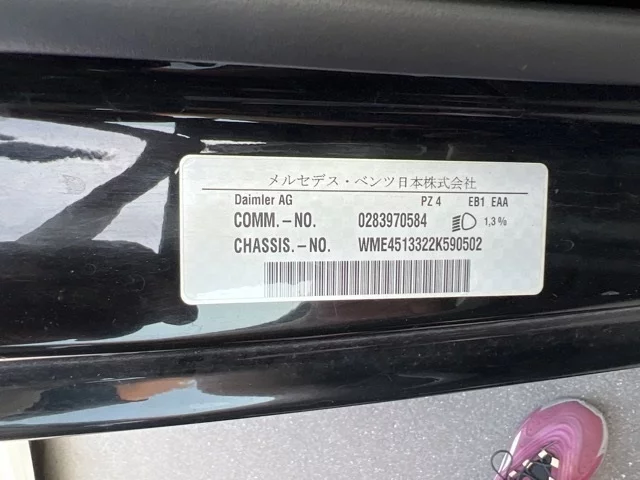 メルセデス・ベンツ日本株式会社
Daimler AG PZ 4 EB1 EAA
COMM.-NO. 0283970584 1,3%
CHASSIS.-NO. WME4513322K590502